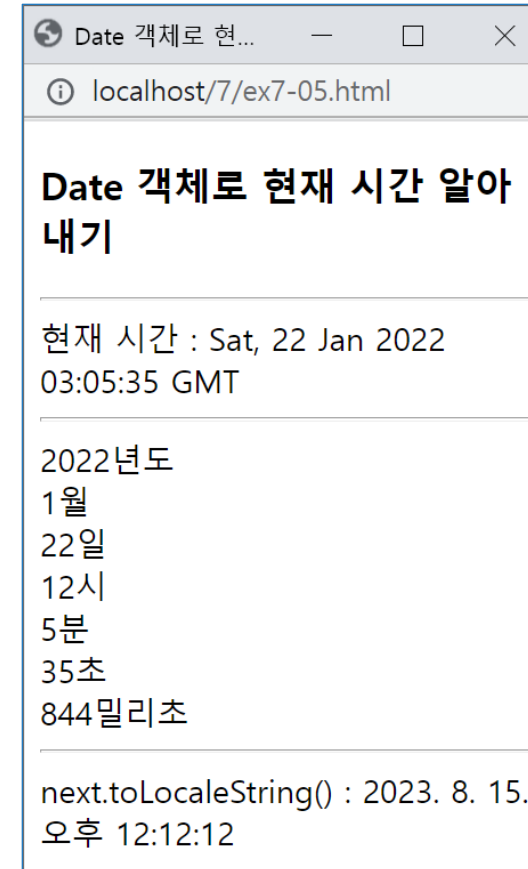 Date 객체로 현...
localhost/7/ex7-05.html
Date 객체로 현재 시간 알아
내기
현재 시간 : Sat, 22 Jan 2022
03:05:35 GMT
2022년도
1월
22일
12시
5분
35초
844밀리초
next.toLocaleString() : 2023. 8. 15.
오후 12:12:12